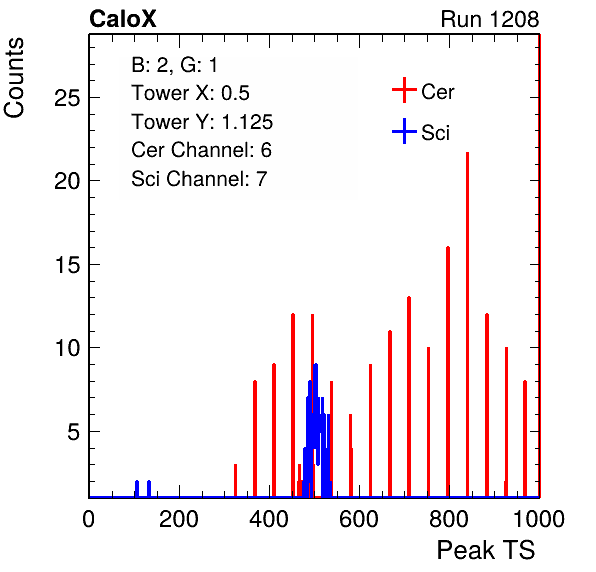 CaloX Run 1208
Counts
B: 2, G: 1
Tower X: 0.5
Tower Y: 1.125
Cer Channel: 6
Sci Channel: 7
Cer
Sci
25
20
15
10
5
0 200 400 600 800 1000
Peak TS